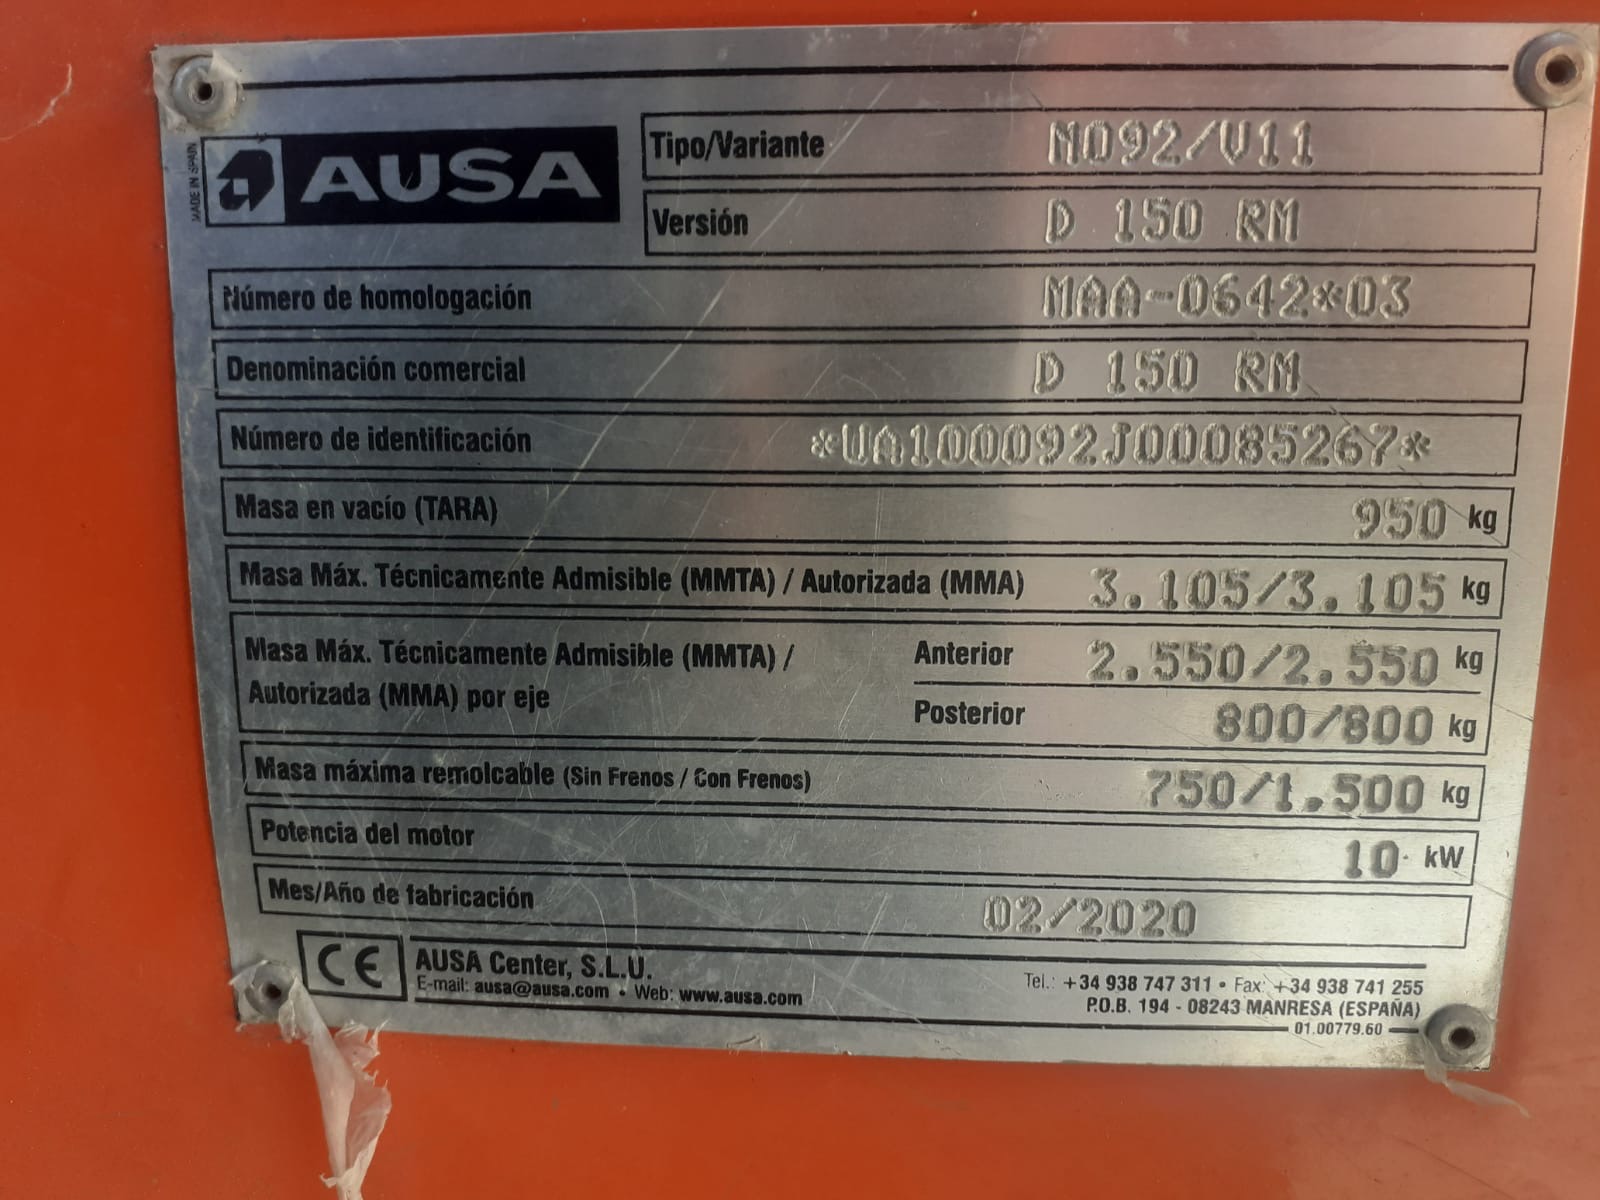 MADE IN SPAIN
AUSA
Tipo/Variante N092/V11
Versión D 150 RM
Número de homologación MAA-0642*03
Denominación comercial D 150 RM
Número de identificación *UA100092J00085267*
Masa en vacío (TARA) 950 kg
Masa Máx. Técnicamente Admisible (MMTA) / Autorizada (MMA) 3.105/3.105 kg
Masa Máx. Técnicamente Admisible (MMTA) / Anterior 2.550/2.550 kg
Autorizada (MMA) por eje Posterior 800/800 kg
Masa máxima remolcable (Sin Frenos / Con Frenos) 750/1.500 kg
Potencia del motor 10 kW
Mes/Año de fabricación 02/2020
CE AUSA Center, S.L.U.
E-mail: ausa@ausa.com • Web: www.ausa.com
Tel.: +34 938 747 311 • Fax: +34 938 741 255
P.O.B. 194 - 08243 MANRESA (ESPAÑA)
01.00779.60